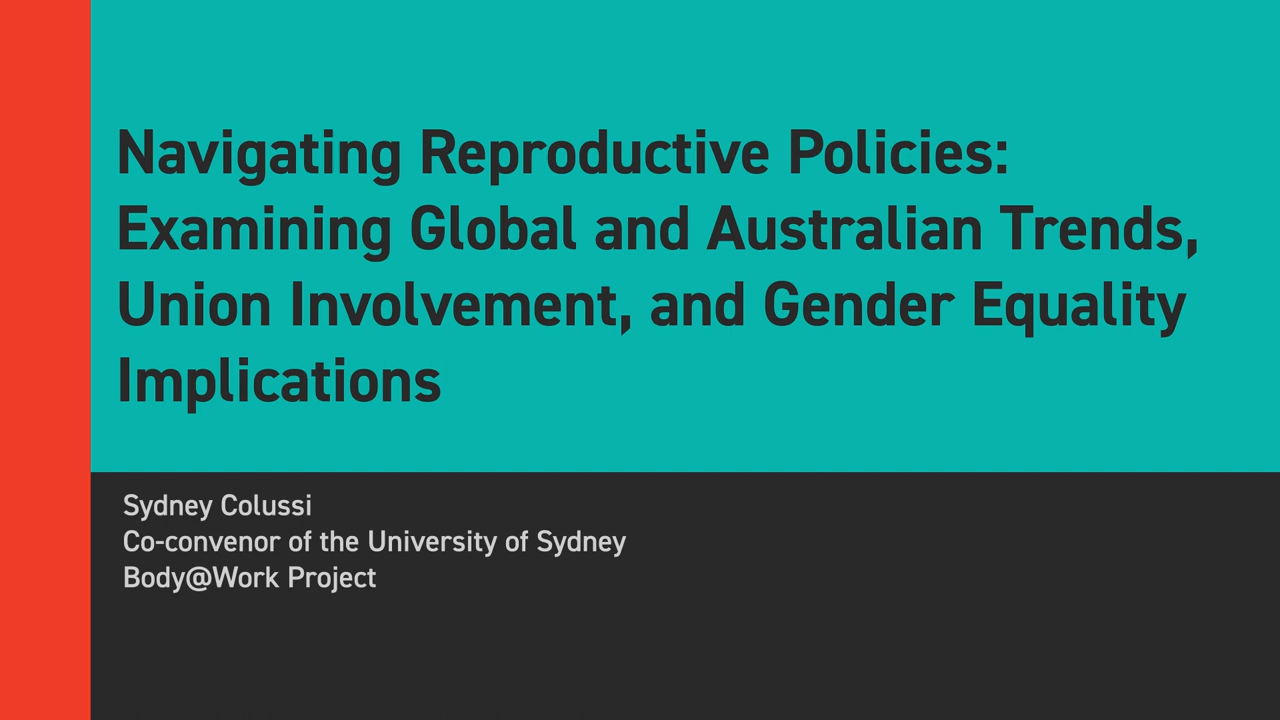 Navigating Reproductive Policies:
Examining Global and Australian Trends,
Union Involvement, and Gender Equality
Implications
Sydney Colussi
Co-convenor of the University of Sydney
Body@Work Project